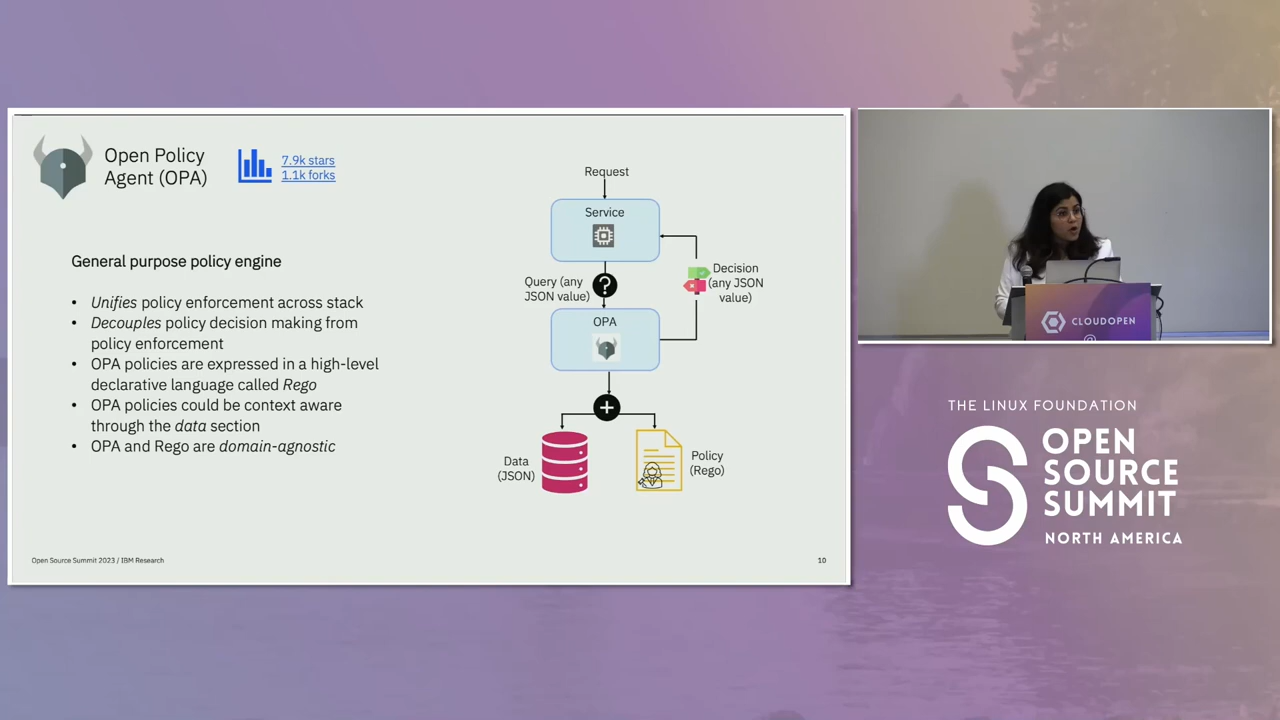 Open Policy
Agent (OPA)
7.9k stars
1.1k forks
General purpose policy engine
• Unifies policy enforcement across stack
• Decouples policy decision making from
policy enforcement
• OPA policies are expressed in a high-level
declarative language called Rego
• OPA policies could be context aware
through the data section
• OPA and Rego are domain-agnostic
Request
Service
Query (any
JSON value)
?
Decision
(any JSON
value)
OPA
+
Data
(JSON)
Policy
(Rego)
Open Source Summit 2023 / IBM Research
10
CLOUDOPEN
THE LINUX FOUNDATION
OPEN
SOURCE
SUMMIT
NORTH AMERICA